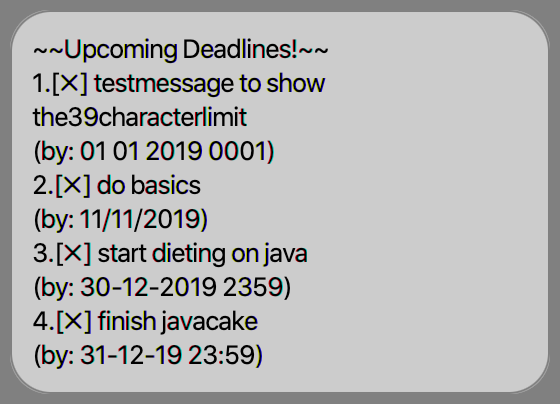 ~~Upcoming Deadlines!~~
1.[✕] testmessage to show
the39characterlimit
(by: 01 01 2019 0001)
2.[✕] do basics
(by: 11/11/2019)
3.[✕] start dieting on java
(by: 30-12-2019 2359)
4.[✕] finish javacake
(by: 31-12-19 23:59)